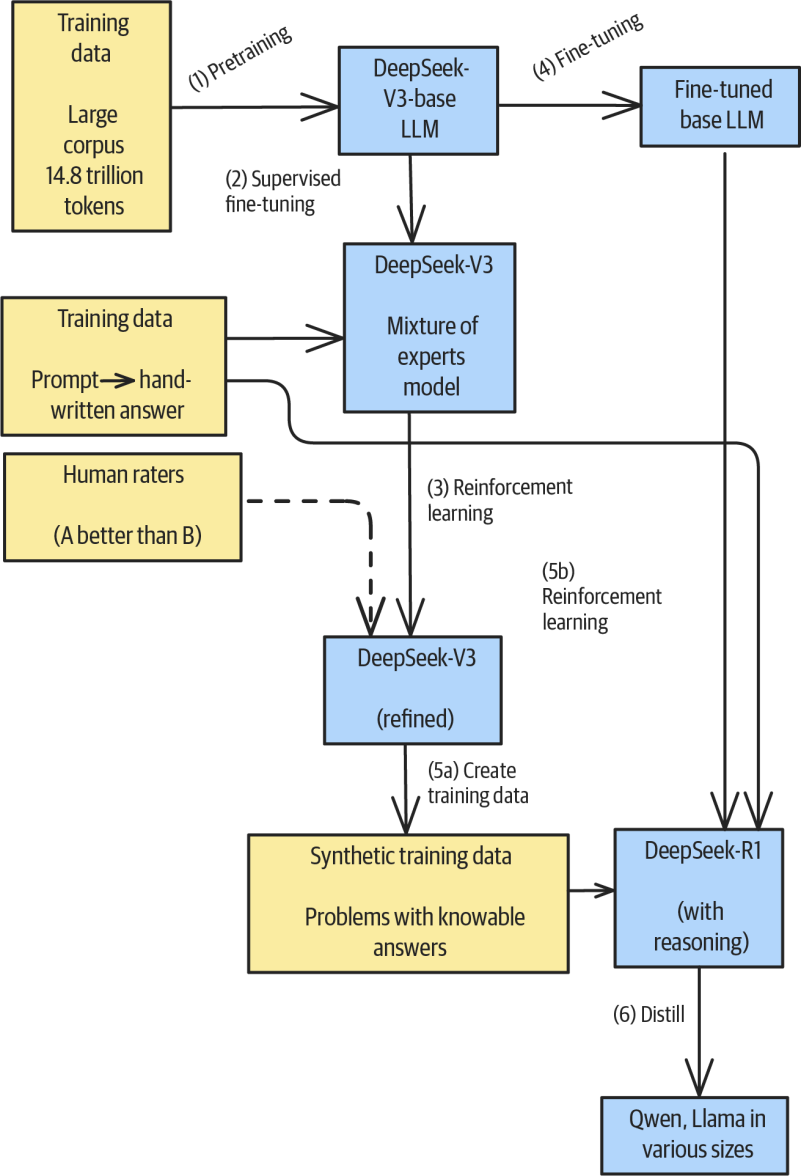 Training
data
Large
corpus
14.8 trillion
tokens
(1) Pretraining
DeepSeek-
V3-base
LLM
(4) Fine-tuning
Fine-tuned
base LLM
(2) Supervised
fine-tuning
DeepSeek-V3
Mixture of
experts
model
Training data
Prompt → hand-
written answer
Human raters
(A better than B)
(3) Reinforcement
learning
(5b)
Reinforcement
learning
DeepSeek-V3
(refined)
(5a) Create
training data
Synthetic training data
Problems with knowable
answers
DeepSeek-R1
(with
reasoning)
(6) Distill
Qwen, Llama in
various sizes